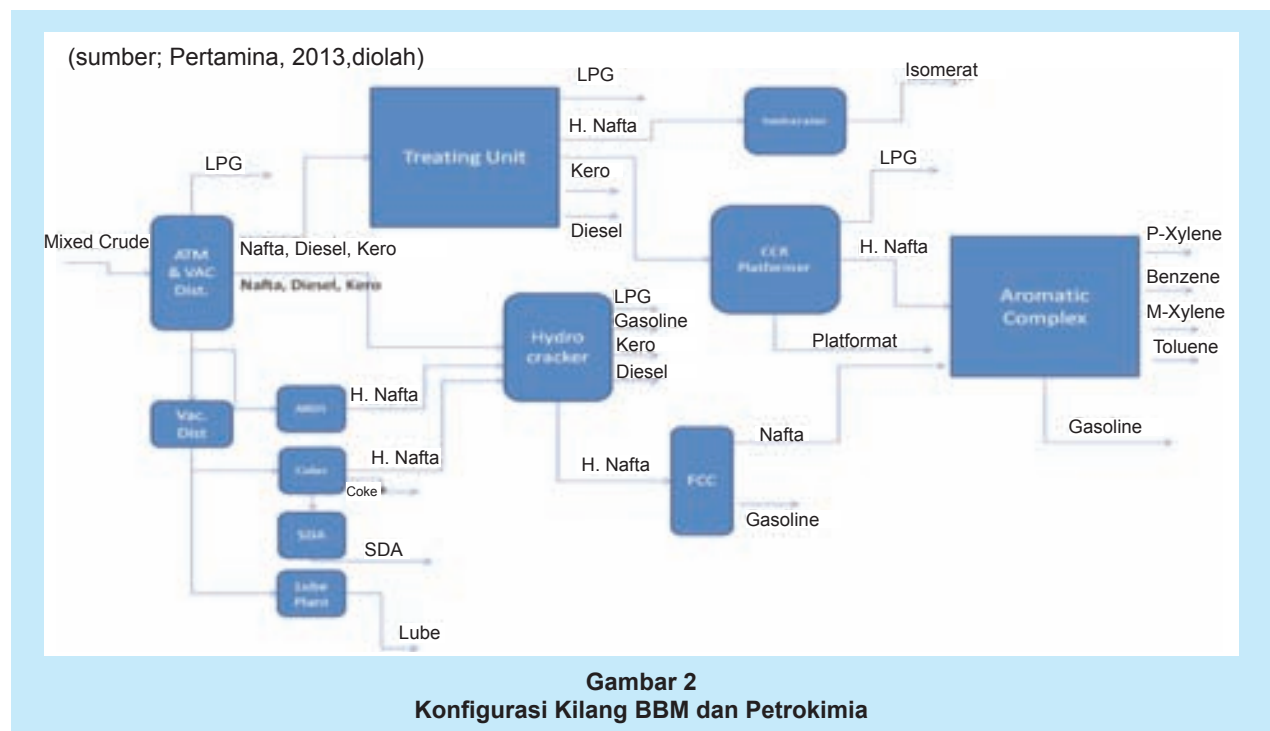 (sumber; Pertamina, 2013,diolah)
LPG
Isomerat
H. Nafta
Treating Unit
Kero
Diesel
LPG
LPG
Mixed Crude
ATM
& VAC
Dist.
Nafta, Diesel, Kero
Nafta, Diesel, Kero
CCR
Platformer
H. Nafta
Platformat
Aromatic
Complex
P-Xylene
Benzene
M-Xylene
Toluene
Gasoline
Hydro
cracker
LPG
Gasoline
Kero
Diesel
H. Nafta
Vac.
Dist
H. Nafta
H. Nafta
Coke
SDA
SDA
Lube
Plant
Lube
FCC
Nafta
Gasoline
Gambar 2
Konfigurasi Kilang BBM dan Petrokimia